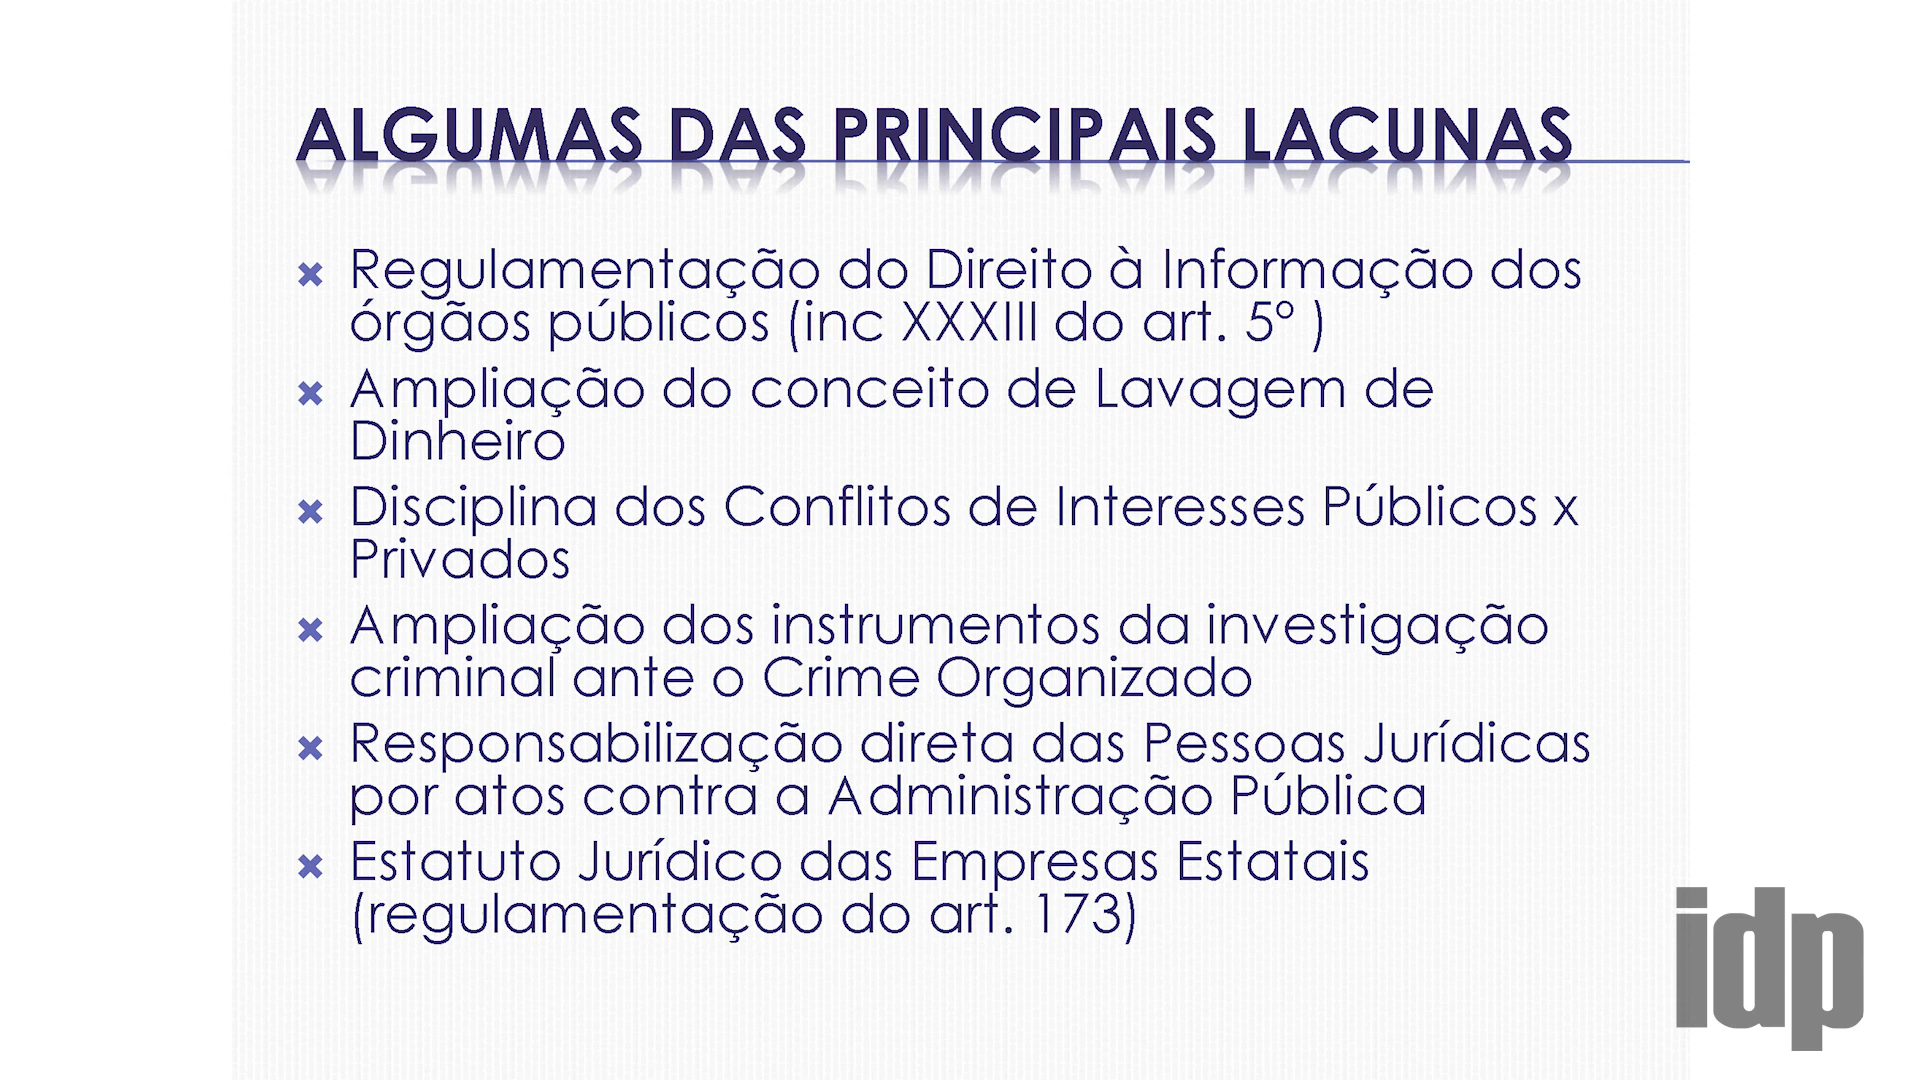 ALGUMAS DAS PRINCIPAIS LACUNAS
Regulamentação do Direito à Informação dos
órgãos públicos (inc XXXIII do art. 5º )
Ampliação do conceito de Lavagem de
Dinheiro
Disciplina dos Conflitos de Interesses Públicos x
Privados
Ampliação dos instrumentos da investigação
criminal ante o Crime Organizado
Responsabilização direta das Pessoas Jurídicas
por atos contra a Administração Pública
Estatuto Jurídico das Empresas Estatais
(regulamentação do art. 173)
idp